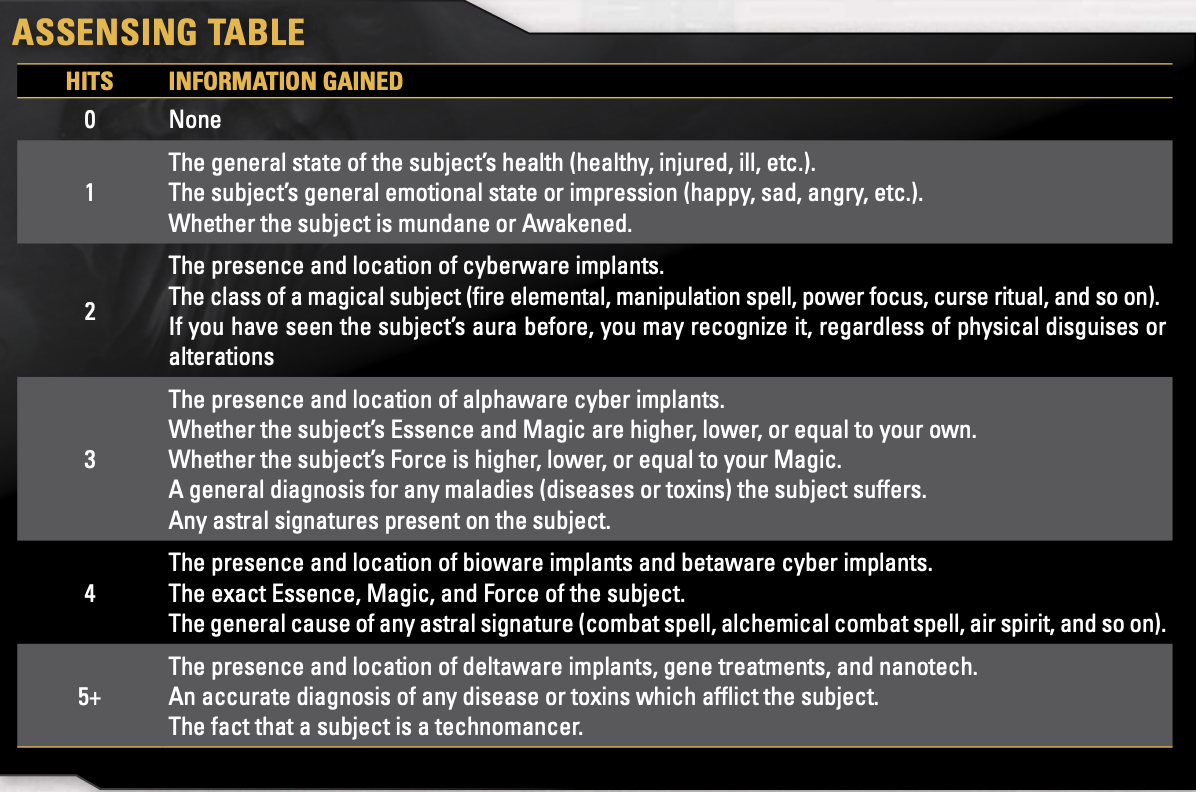 ASSENSING TABLE
HITS INFORMATION GAINED
0 None
The general state of the subject’s health (healthy, injured, ill, etc.).
1 The subject’s general emotional state or impression (happy, sad, angry, etc.).
Whether the subject is mundane or Awakened.
The presence and location of cyberware implants.
2 The class of a magical subject (fire elemental, manipulation spell, power focus, curse ritual, and so on).
If you have seen the subject’s aura before, you may recognize it, regardless of physical disguises or
alterations
The presence and location of alphaware cyber implants.
Whether the subject’s Essence and Magic are higher, lower, or equal to your own.
3 Whether the subject’s Force is higher, lower, or equal to your Magic.
A general diagnosis for any maladies (diseases or toxins) the subject suffers.
Any astral signatures present on the subject.
The presence and location of bioware implants and betaware cyber implants.
4 The exact Essence, Magic, and Force of the subject.
The general cause of any astral signature (combat spell, alchemical combat spell, air spirit, and so on).
The presence and location of deltaware implants, gene treatments, and nanotech.
5+ An accurate diagnosis of any disease or toxins which afflict the subject.
The fact that a subject is a technomancer.